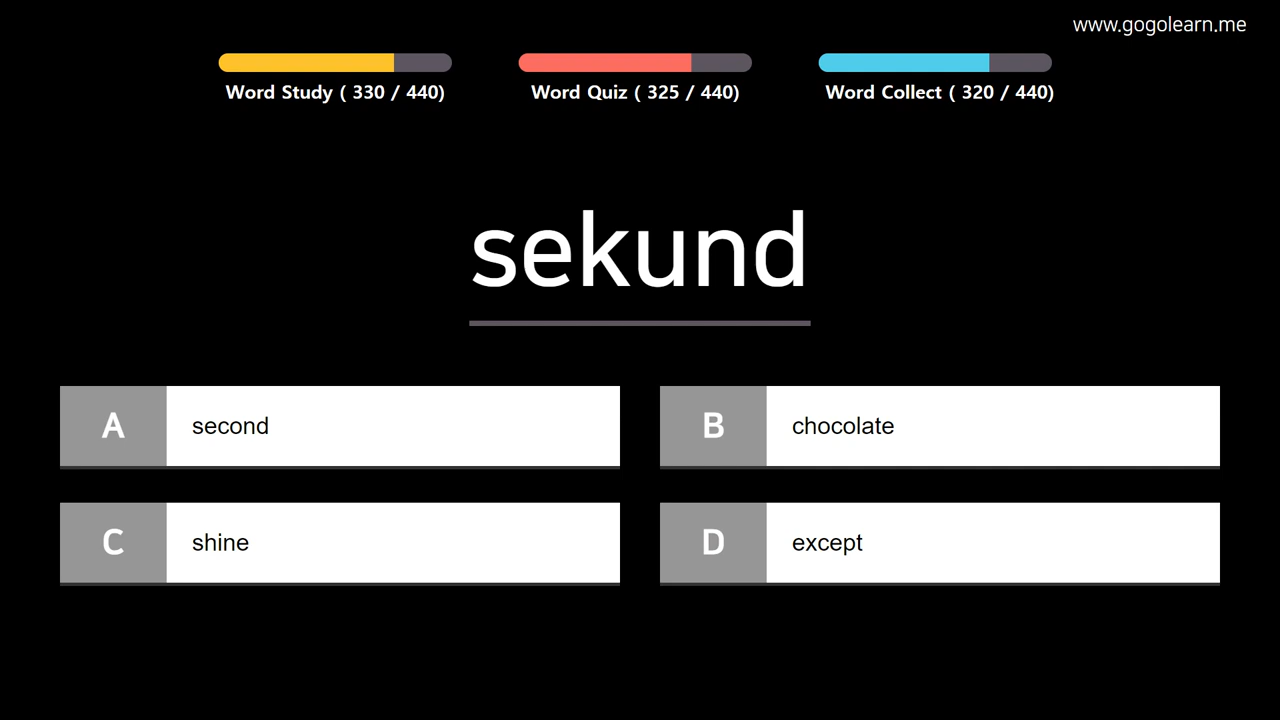 www.gogolearn.me
Word Study ( 330 / 440)
Word Quiz ( 325 / 440)
Word Collect ( 320 / 440)
sekund
A second
B chocolate
C shine
D except